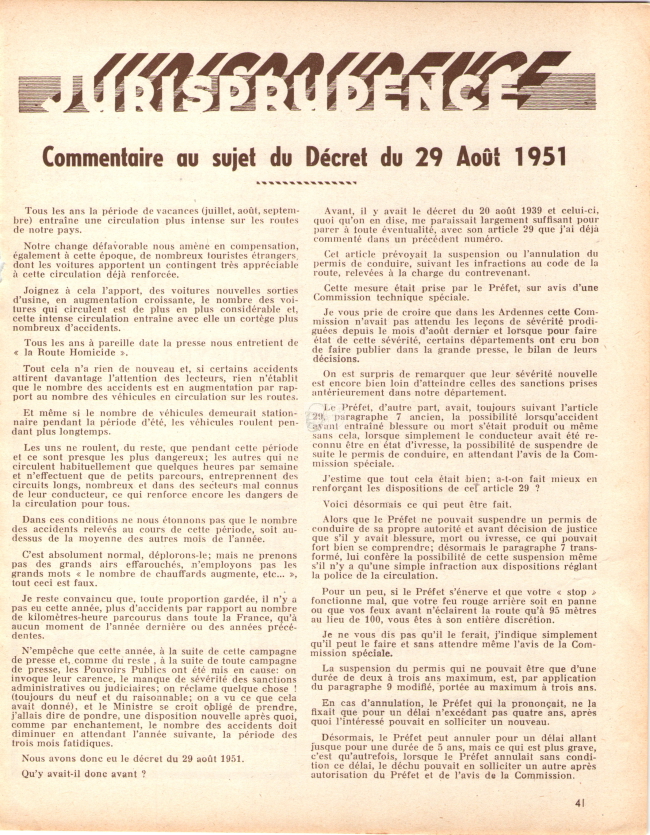 JURISPRUDENCE
Commentaire au sujet du Décret du 29 Août 1951
Tous les ans la période de vacances (juillet, août, septem-
bre) entraîne une circulation plus intense sur les routes
de notre pays.
Notre change défavorable nous amène en compensation,
également à cette époque, de nombreux touristes étrangers
dont les voitures apportent un contingent très appréciable
à cette circulation déjà renforcée.
Joignez à cela l'apport, des voitures nouvelles sorties
d'usine, en augmentation croissante, le nombre des voi-
tures qui circulent est de plus en plus considérable et,
cette intense circulation entraîne avec elle un cortège plus
nombreux d'accidents.
Tous les ans à pareille date la presse nous entretient de
« la Route Homicide ».
Tout cela n'a rien de nouveau et, si certains accidents
attirent davantage l'attention des lecteurs, rien n'établit
que le nombre des accidents est en augmentation par rap-
port au nombre des véhicules en circulation sur les routes.
Et même si le nombre de véhicules demeurait station-
naire pendant la période d'été, les véhicules roulent pen-
dant plus longtemps.
Les uns ne roulent, du reste, que pendant cette période
et ce sont presque les plus dangereux; les autres qui ne
circulent habituellement que quelques heures par semaine
et n'effectuent que de petits parcours, entreprennent des
circuits longs, nombreux et dans des secteurs mal connus
de leur conducteur, ce qui renforce encore les dangers de
la circulation pour tous.
Dans ces conditions ne nous étonnons pas que le nombre
des accidents relevés au cours de cette période, soit au-
dessus de la moyenne des autres mois de l'année.
C'est absolument normal, déplorons-le; mais ne prenons
pas des grands airs effarouchés, n'employons pas les
grands mots « le nombre de chauffards augmente, etc... »,
tout ceci est faux.
Je reste convaincu que, toute proportion gardée, il n'y a
pas eu cette année, plus d'accidents par rapport au nombre
de kilomètres-heure parcourus dans toute la France, qu'à
aucun moment de l'année dernière ou des années précé-
dentes.
N'empêche que cette année, à la suite de cette campagne
de presse et, comme du reste , à la suite de toute campagne
de presse, les Pouvoirs Publics ont été mis en cause: on
invoque leur carence, le manque de sévérité des sanctions
administratives ou judiciaires; on réclame quelque chose !
(toujours du neuf et du raisonable; on a vu ce que cela
avait donné), et le Ministre se croit obligé de prendre,
j'allais dire de pondre, une disposition nouvelle après quoi,
comme par enchantement, le nombre des accidents doit
diminuer en attendant l'année suivante, la période des
trois mois fatidiques.
Nous avons donc eu le décret du 29 août 1951.
Qu'y avait-il donc avant ?
Avant, il y avait le décret du 20 août 1939 et celui-ci,
quoi qu'on en dise, me paraissait largement suffisant pour
parer à toute éventualité, avec son article 29 que j'ai déjà
commenté dans un précédent numéro.
Cet article prévoyait la suspension ou l'annulation du
permis de conduire, suivant les infractions au code de la
route, relevées à la charge du contrevenant.
Cette mesure était prise par le Préfet, sur avis d'une
Commission technique spéciale.
Je vous prie de croire que dans les Ardennes cette Com-
mission n'avait pas attendu les leçons de sévérité prodi-
guées depuis le mois d'août dernier et lorsque pour faire
état de cette sévérité, certains départements ont cru bon
de faire publier dans la grande presse, le bilan de leurs
décisions.
On est surpris de remarquer que leur sévérité nouvelle
est encore bien loin d'atteindre celles des sanctions prises
antérieurement dans notre département.
Le Préfet, d'autre part, avait, toujours suivant l'article
29, paragraphe 7 ancien, la possibilité lorsqu'accident
ayant entraîné blessure ou mort s'était produit ou même
sans cela, lorsque simplement le conducteur avait été re-
connu être en état d'ivresse, la possibilité de suspendre de
suite le permis de conduire, en attendant l'avis de la Com-
mission spéciale.
J'estime que tout cela était bien; a-t-on fait mieux en
renforçant les dispositions de cet article 29 ?
Voici désormais ce qui peut être fait.
Alors que le Préfet ne pouvait suspendre un permis de
conduire de sa propre autorité et avant décision de justice
que s'il y avait blessure, mort ou ivresse, ce qui pouvait
fort bien se comprendre; désormais le paragraphe 7 trans-
formé, lui confère la possibilité de cette suspension même
s'il n'y a qu'une simple infraction aux dispositions réglant
la police de la circulation.
Pour un peu, si le Préfet s'énerve et que votre « stop »
fonctionne mal, que votre feu rouge arrière soit en panne
ou que vos feux avant n'éclairent la route qu'à 95 mètres
au lieu de 100, vous êtes à son entière discrétion.
Je ne vous dis pas qu'il le ferait, j'indique simplement
qu'il peut le faire et sans attendre même l'avis de la Com-
mission spéciale.
La suspension du permis qui ne pouvait être que d'une
durée de deux à trois ans maximum, est, par application
du paragraphe 9 modifié, portée au maximum à trois ans.
En cas d'annulation, le Préfet qui la prononçait, ne la
fixait que pour un délai n'excédant pas quatre ans, après
quoi l'intéressé pouvait en solliciter un nouveau.
Désormais, le Préfet peut annuler pour un délai allant
jusque pour une durée de 5 ans, mais ce qui est plus grave,
c'est qu'autrefois, lorsque le Préfet annulait sans condi-
tion ce délai, le déchu pouvait en solliciter un autre après
autorisation du Préfet et de l'avis de la Commission.
41